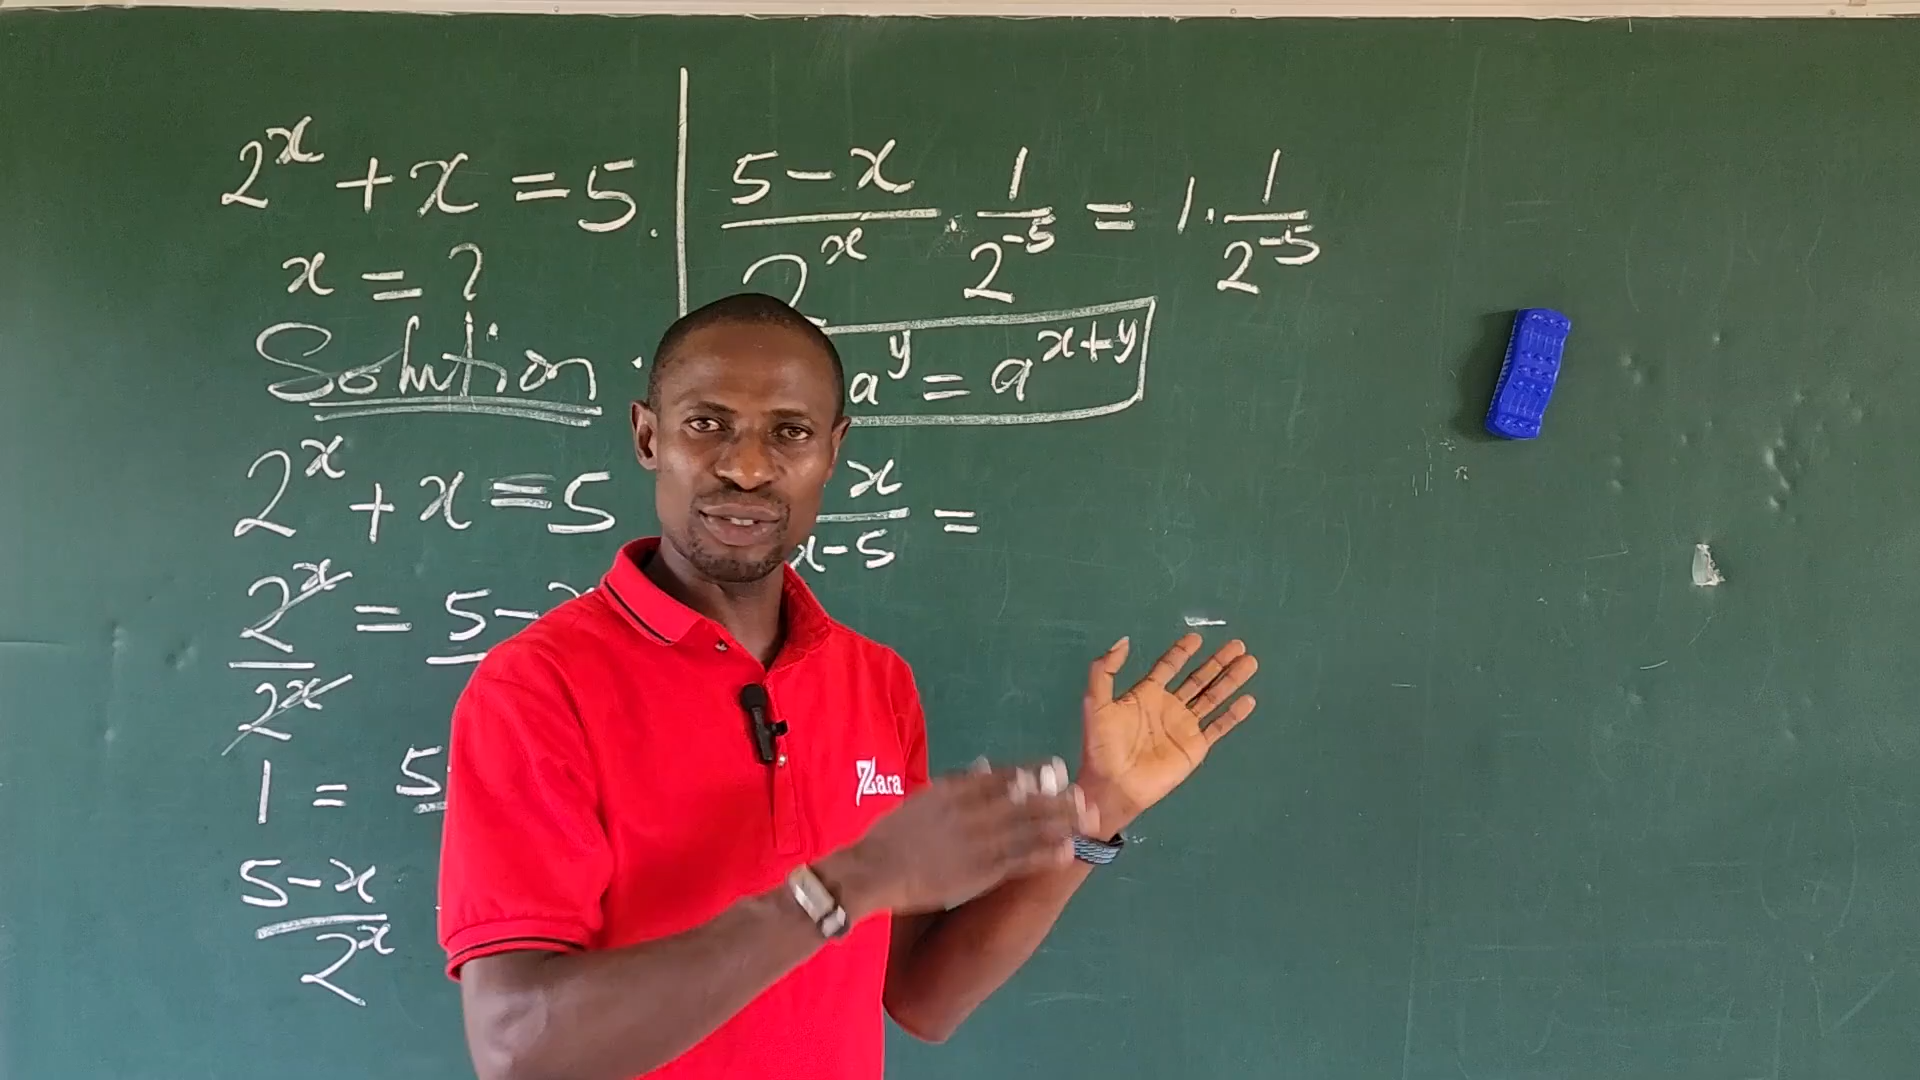 2^x + x = 5.
x = ?
Solution.
2^x + x = 5
2^x/2^x = 5-
1 = 5
5-x/2^x
5-x/2^x · 1/2^-5 = 1 · 1/2^-5
a^y = a^x+y
x/x-5 =
Zara